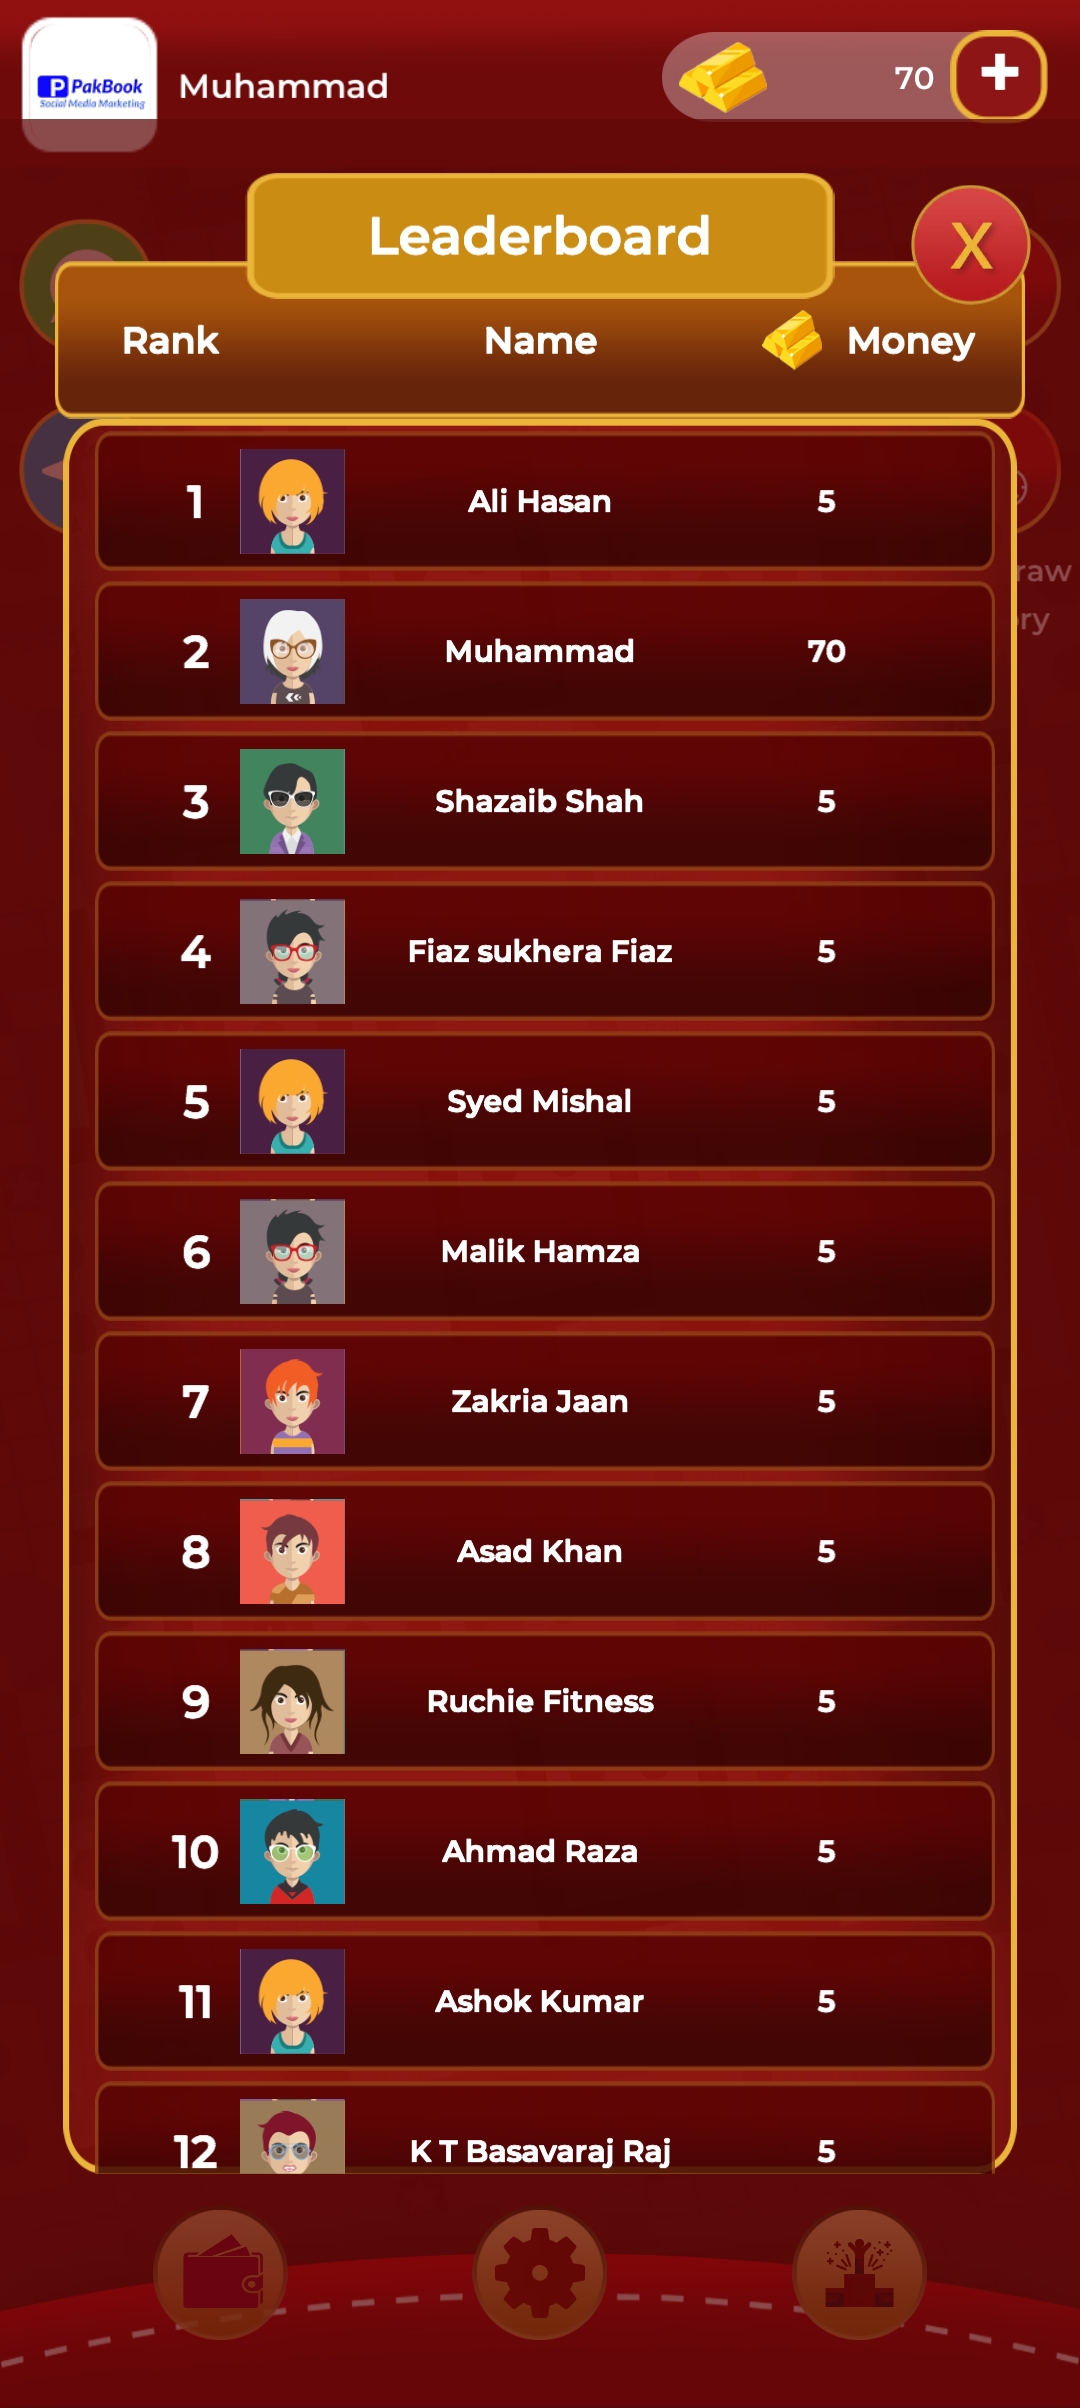 PakBook
Social Media Marketing
Muhammad
70
Leaderboard
X
Rank Name Money
1 Ali Hasan 5
2 Muhammad 70
3 Shazaib Shah 5
4 Fiaz sukhera Fiaz 5
raw
ory
5 Syed Mishal 5
6 Malik Hamza 5
7 Zakria Jaan 5
8 Asad Khan 5
9 Ruchie Fitness 5
10 Ahmad Raza 5
11 Ashok Kumar 5
12 K T Basavaraj Raj 5